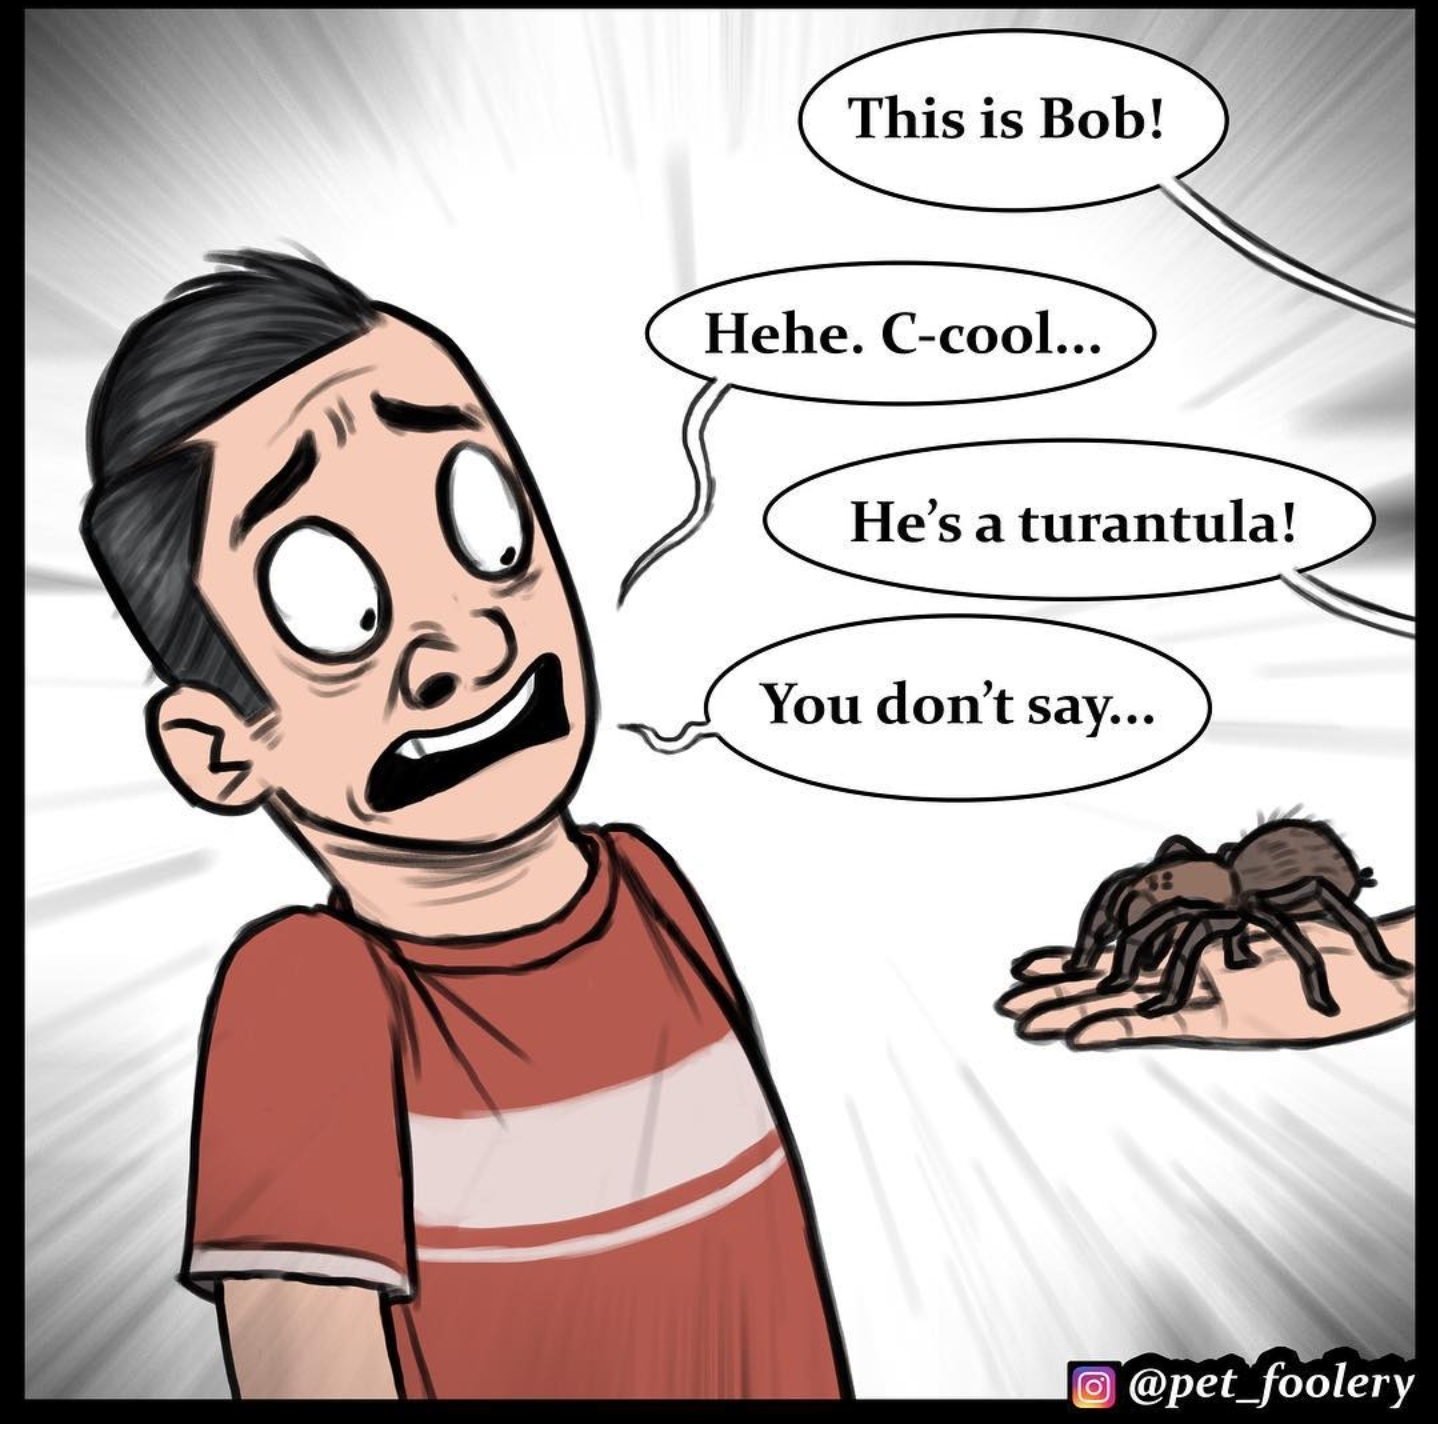 This is Bob!
Hehe. C-cool...
He's a turantula!
You don't say...
@pet_foolery